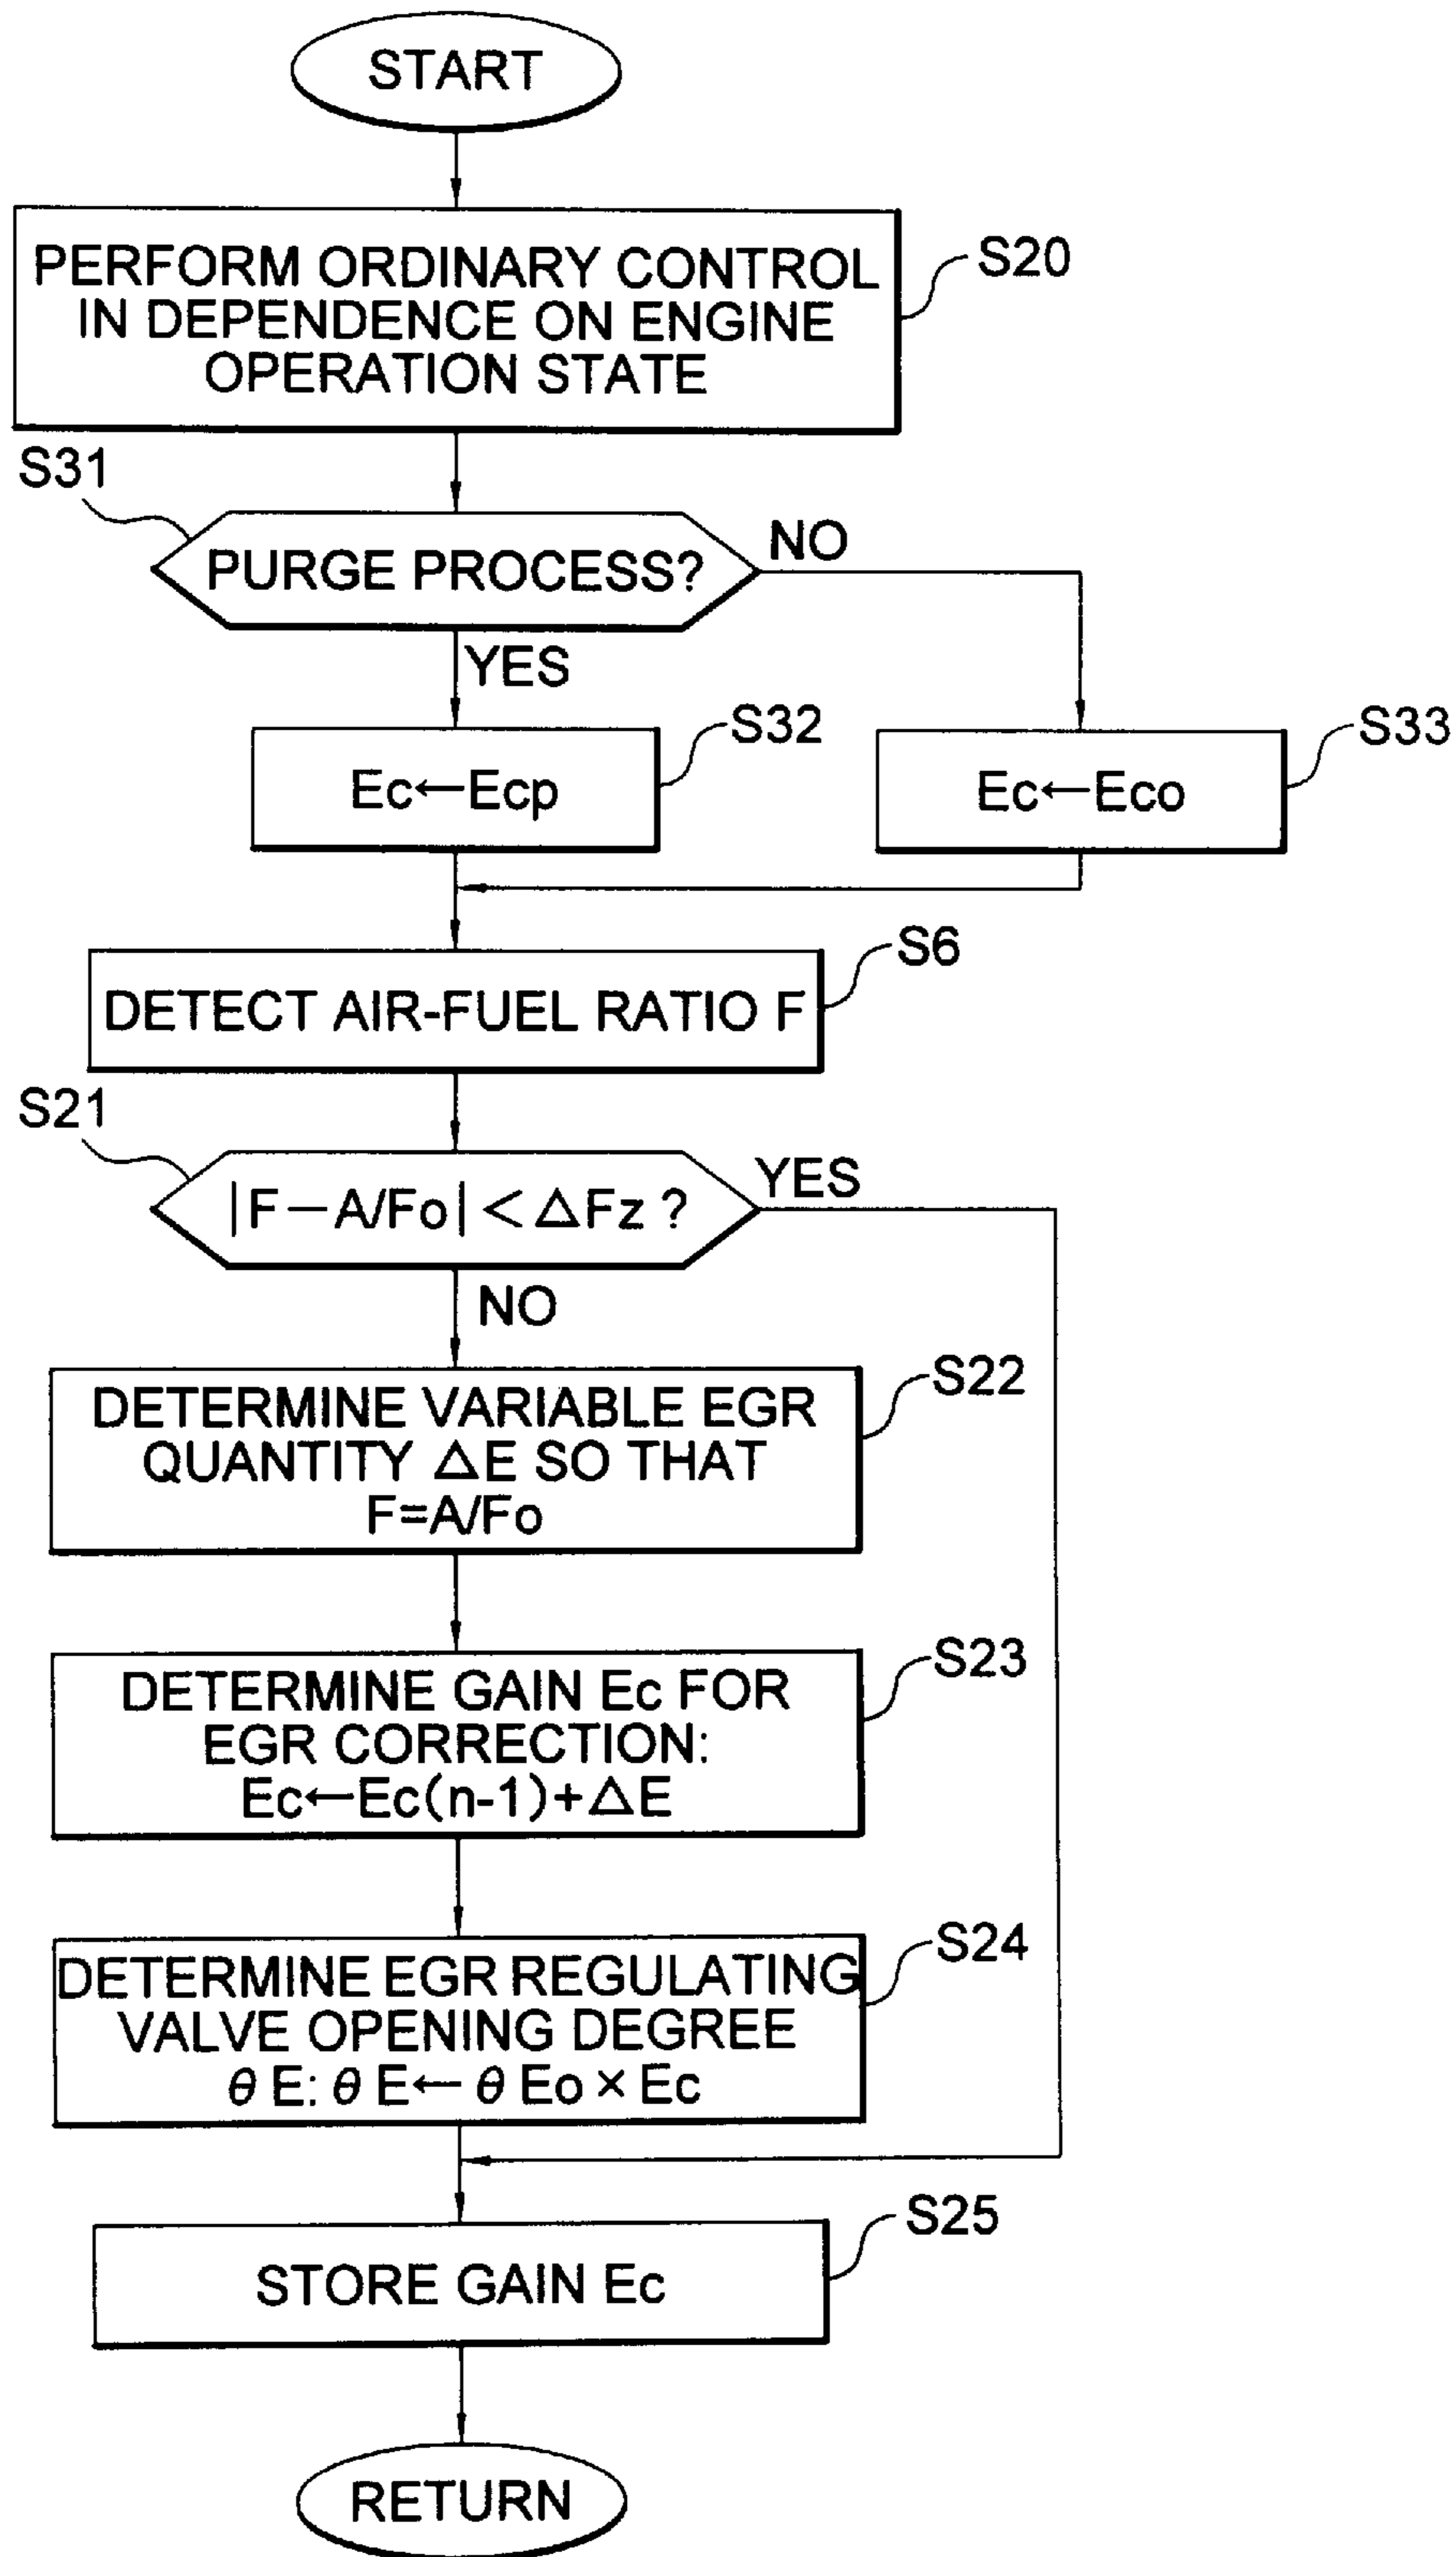 START
PERFORM ORDINARY CONTROL
IN DEPENDENCE ON ENGINE
OPERATION STATE
S20
S31
PURGE PROCESS?
NO
YES
S32
Ec←Ecp
S33
Ec←Eco
S6
DETECT AIR-FUEL RATIO F
S21
|F−A/Fo|<△Fz ?
YES
NO
S22
DETERMINE VARIABLE EGR
QUANTITY △E SO THAT
F=A/Fo
S23
DETERMINE GAIN Ec FOR
EGR CORRECTION:
Ec←Ec(n-1)+△E
S24
DETERMINE EGR REGULATING
VALVE OPENING DEGREE
θE: θE←θEo×Ec
S25
STORE GAIN Ec
RETURN